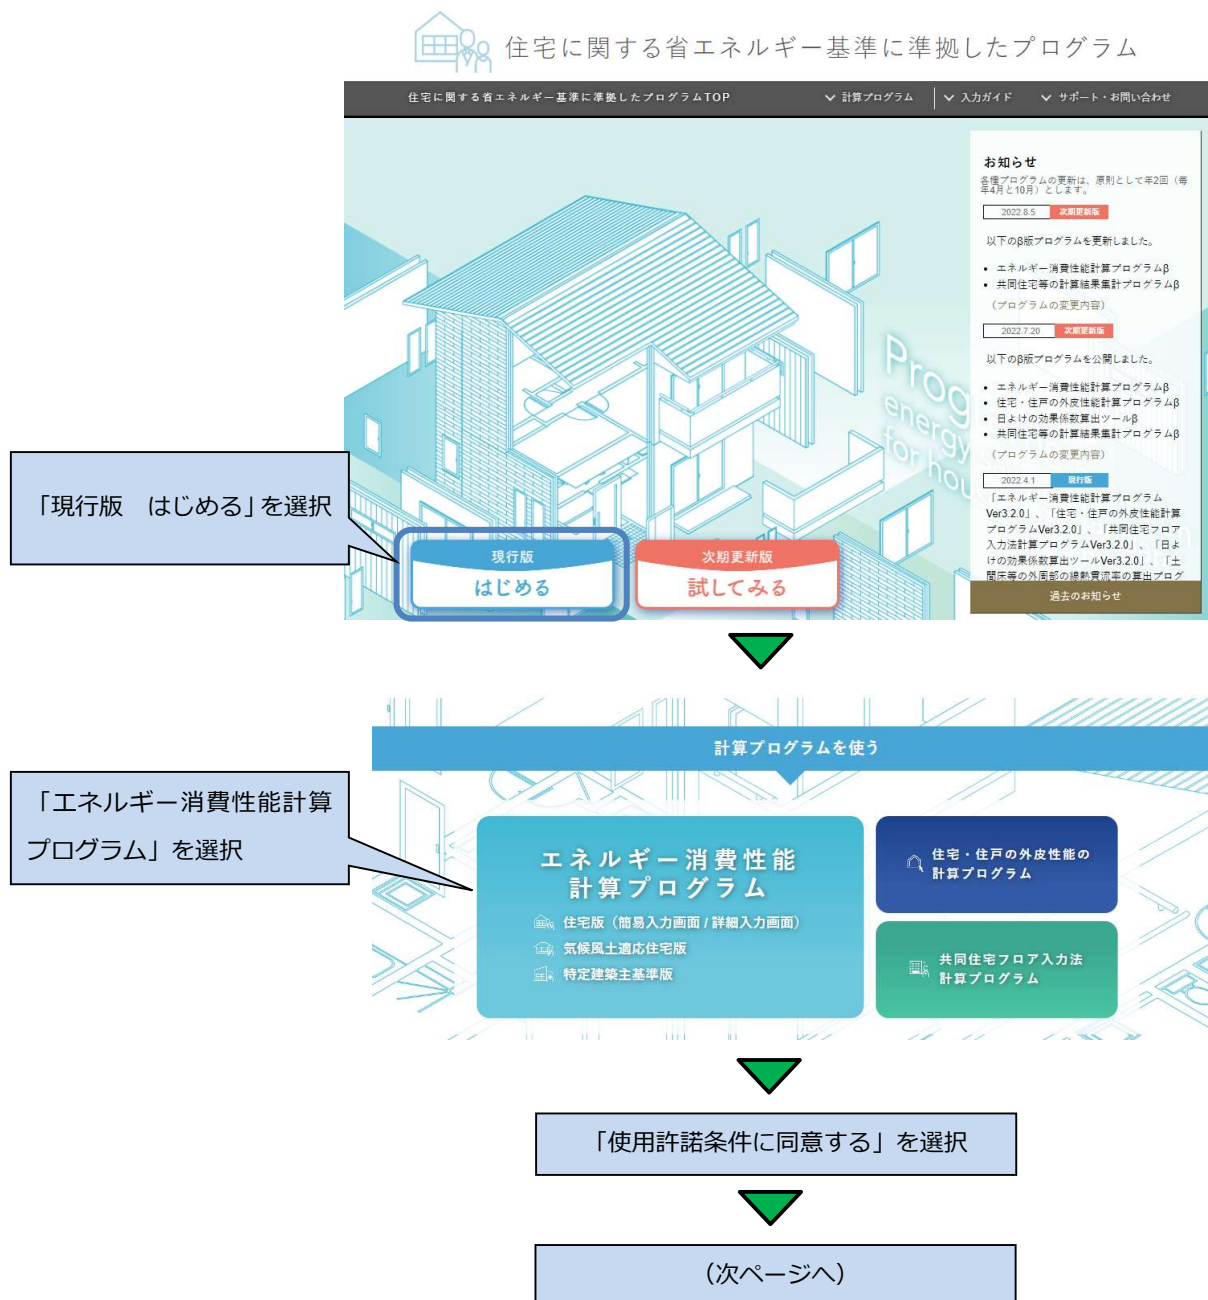 住宅に関する省エネルギー基準に準拠したプログラム
住宅に関する省エネルギー基準に準拠したプログラムTOP
計算プログラム
入力ガイド
サポート・お問い合わせ
お知らせ
各種プログラムの更新は、原則として年2回（毎
年4月と10月）とします。
2022.8.5 次期更新版
以下のβ版プログラムを更新しました。
• エネルギー消費性能計算プログラムβ
• 共同住宅等の計算結果集計プログラムβ
（プログラムの変更内容）
2022.7.20 次期更新版
以下のβ版プログラムを公開しました。
• エネルギー消費性能計算プログラムβ
• 住宅・住戸の外皮性能計算プログラムβ
• 日よけの効果係数算出ツールβ
• 共同住宅等の計算結果集計プログラムβ
（プログラムの変更内容）
2022.4.1 現行版
「エネルギー消費性能計算プログラム
Ver3.2.0」、「住宅・住戸の外皮性能計算
プログラムVer3.2.0」、「共同住宅フロア
入力法計算プログラムVer3.2.0」、「日よ
けの効果係数算出ツールVer3.2.0」、「土
間床等の外周部の線熱貫流率の算出プログ
過去のお知らせ
Prog
energy
for hou
「現行版　はじめる」を選択
現行版
はじめる
次期更新版
試してみる
計算プログラムを使う
「エネルギー消費性能計算
プログラム」を選択
エネルギー消費性能
計算プログラム
住宅版（簡易入力画面 / 詳細入力画面）
気候風土適応住宅版
特定建築主基準版
住宅・住戸の外皮性能の
計算プログラム
共同住宅フロア入力法
計算プログラム
「使用許諾条件に同意する」を選択
（次ページへ）